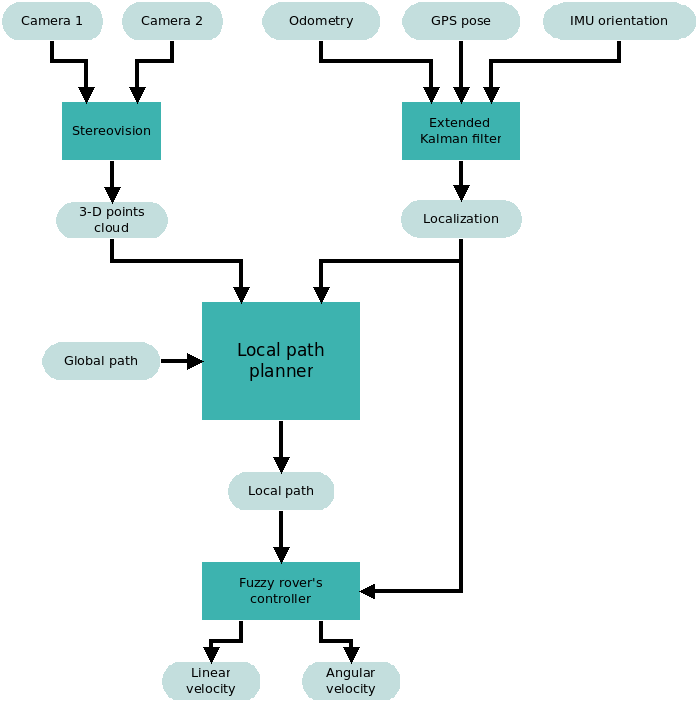 Camera 1
Camera 2
Odometry
GPS pose
IMU orientation
Stereovision
Extended
Kalman filter
3-D points
cloud
Localization
Global path
Local path
planner
Local path
Fuzzy rover's
controller
Linear
velocity
Angular
velocity